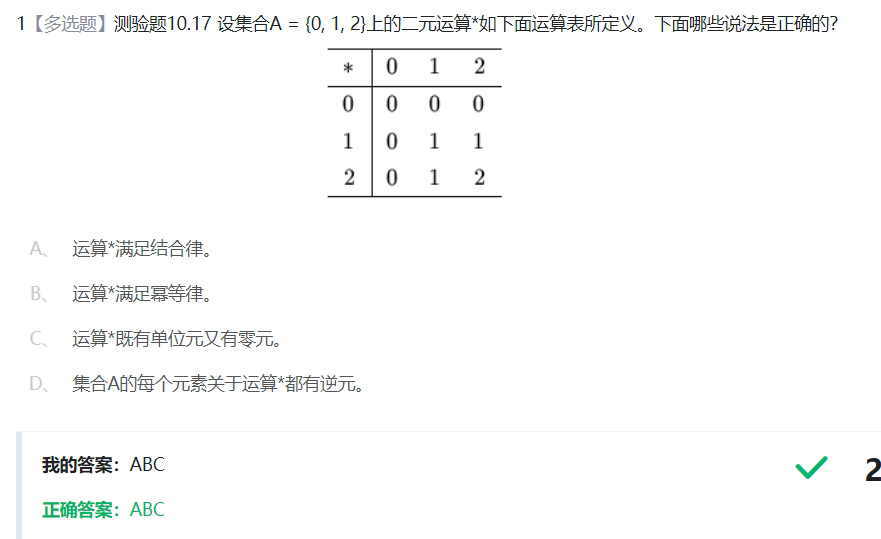 1【多选题】测验题10.17 设集合A = {0, 1, 2}上的二元运算*如下面运算表所定义。下面哪些说法是正确的?
* 0 1 2
0 0 0 0
1 0 1 1
2 0 1 2
A、 运算*满足结合律。
B、 运算*满足幂等律。
C、 运算*既有单位元又有零元。
D、 集合A的每个元素关于运算*都有逆元。
我的答案：ABC
2
正确答案：ABC